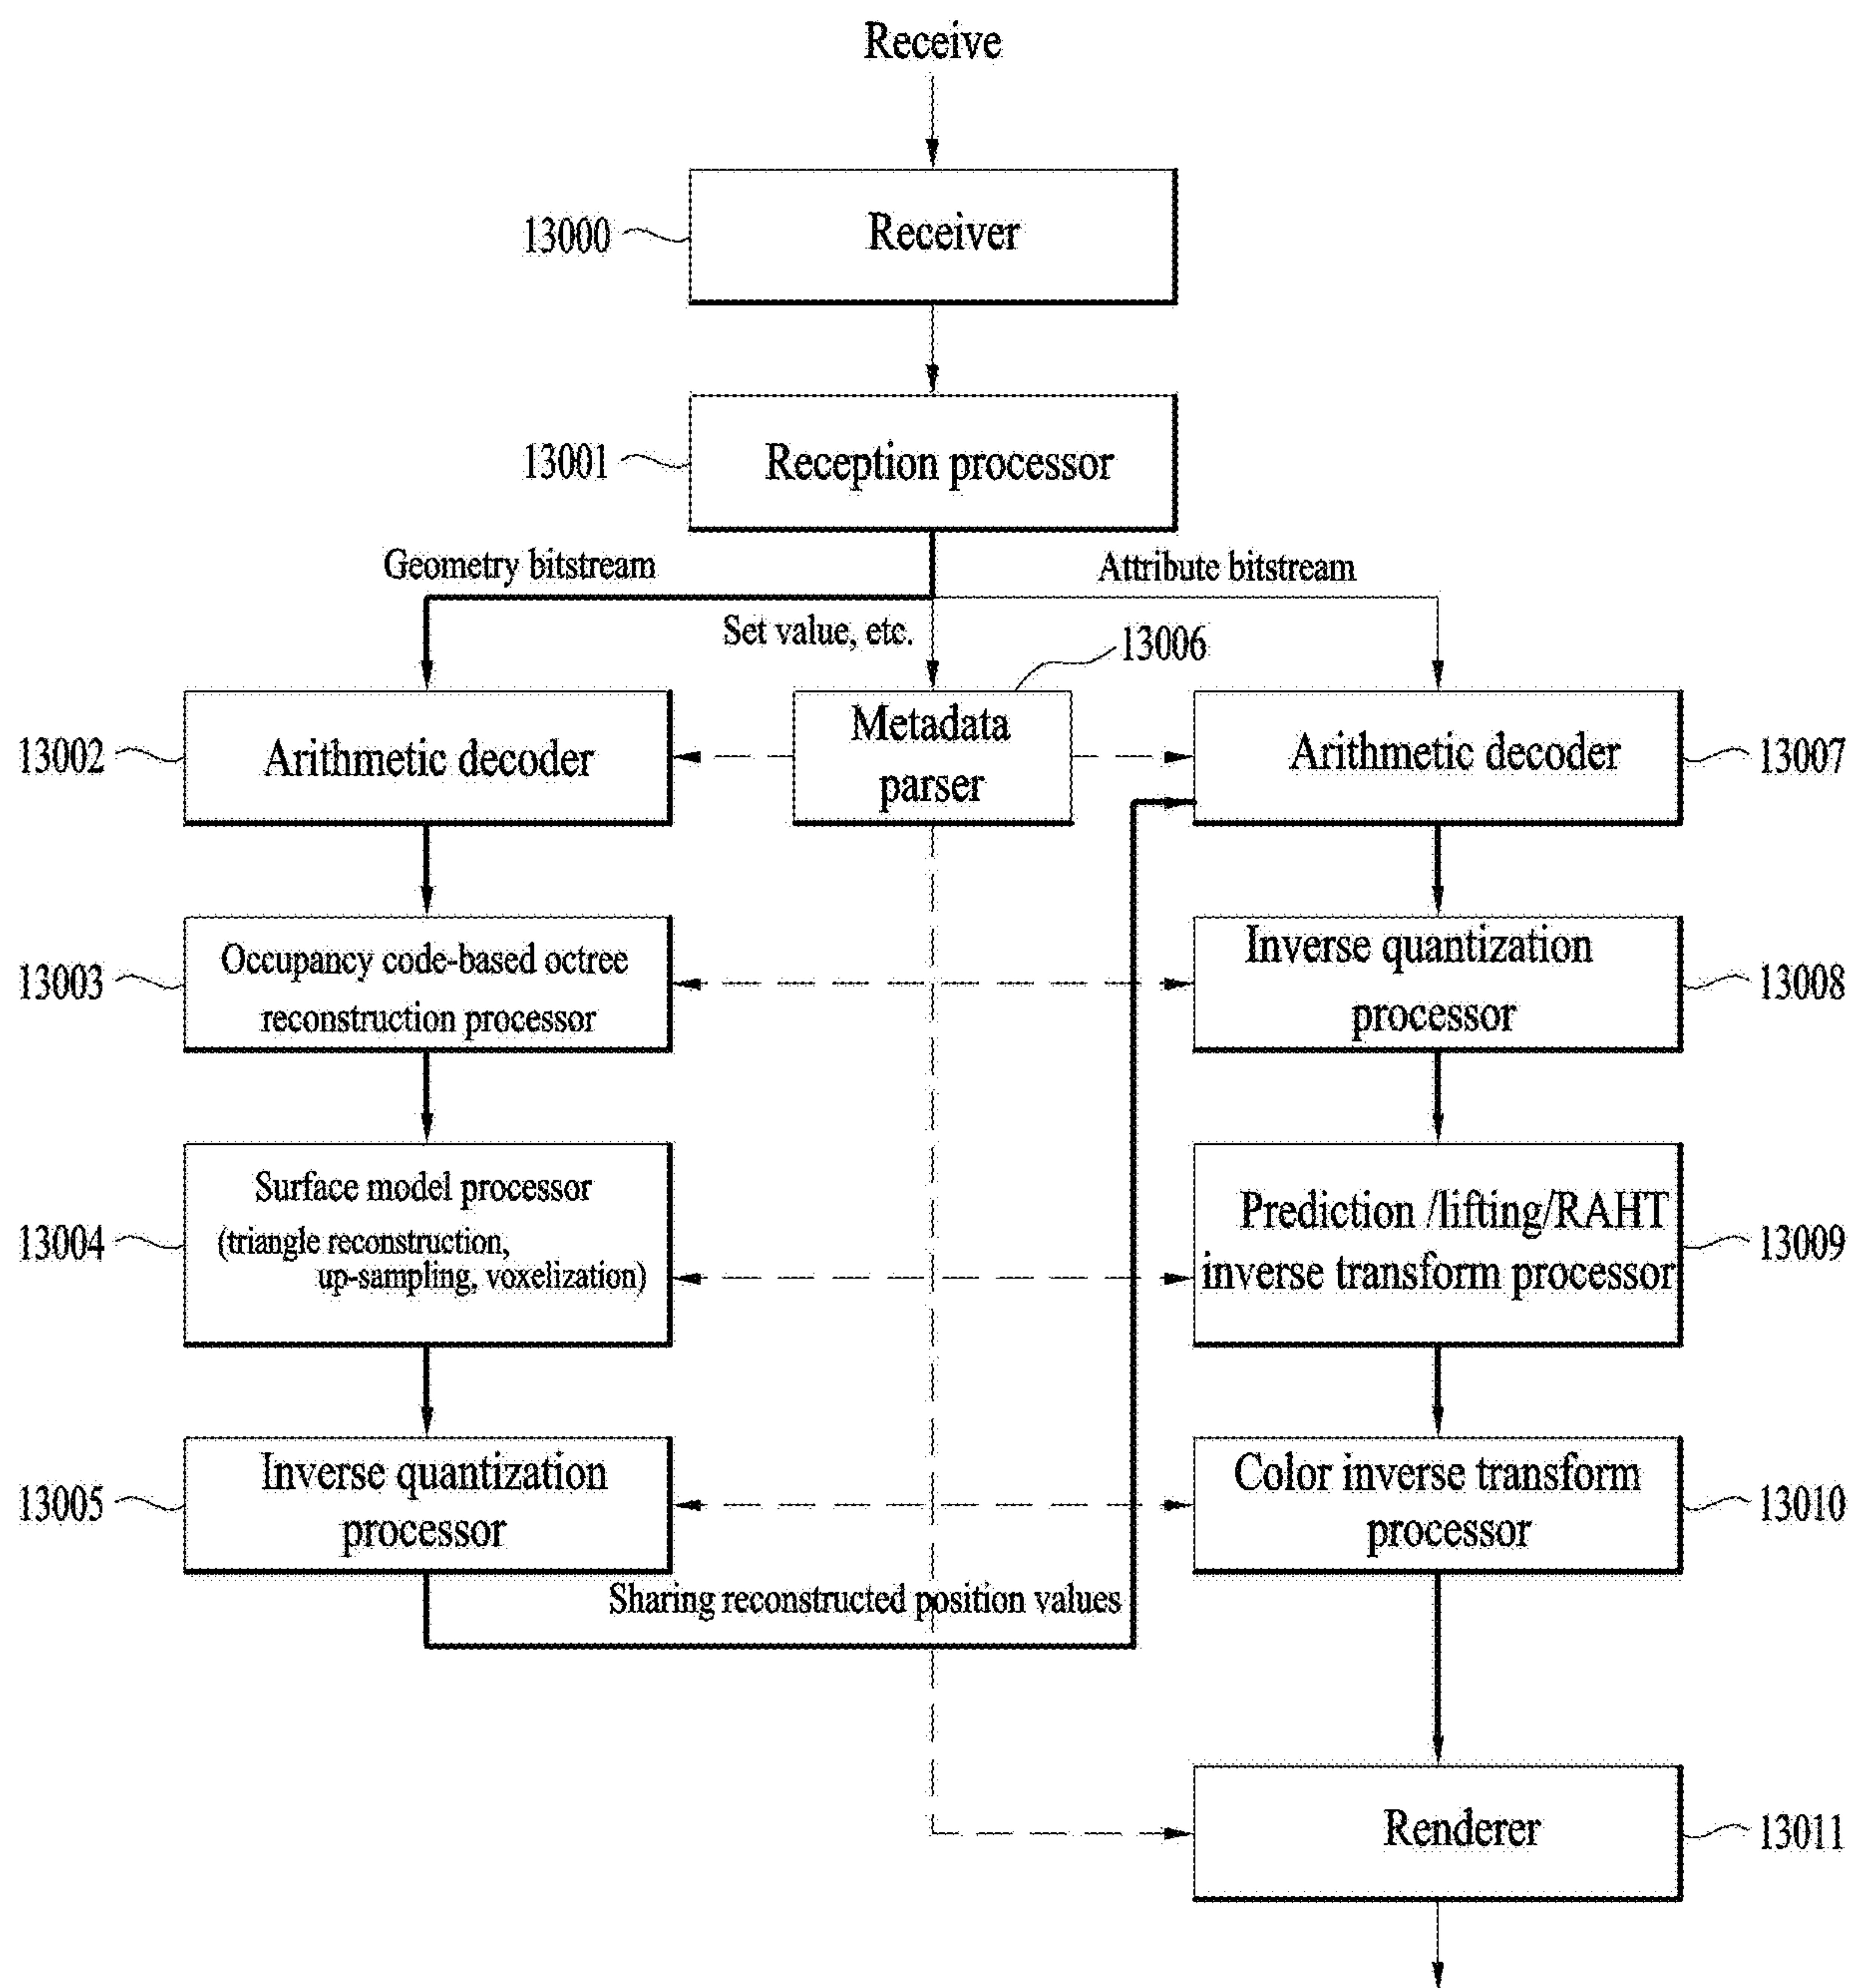 Receive
13000
Receiver
13001
Reception processor
Geometry bitstream
Attribute bitstream
Set value, etc.
13006
13002
Arithmetic decoder
Metadata
parser
Arithmetic decoder
13007
13003
Occupancy code-based octree
reconstruction processor
Inverse quantization
processor
13008
13004
Surface model processor
(triangle reconstruction,
up-sampling, voxelization)
Prediction /lifting/RAHT
inverse transform processor
13009
13005
Inverse quantization
processor
Color inverse transform
processor
13010
Sharing reconstructed position values
Renderer
13011